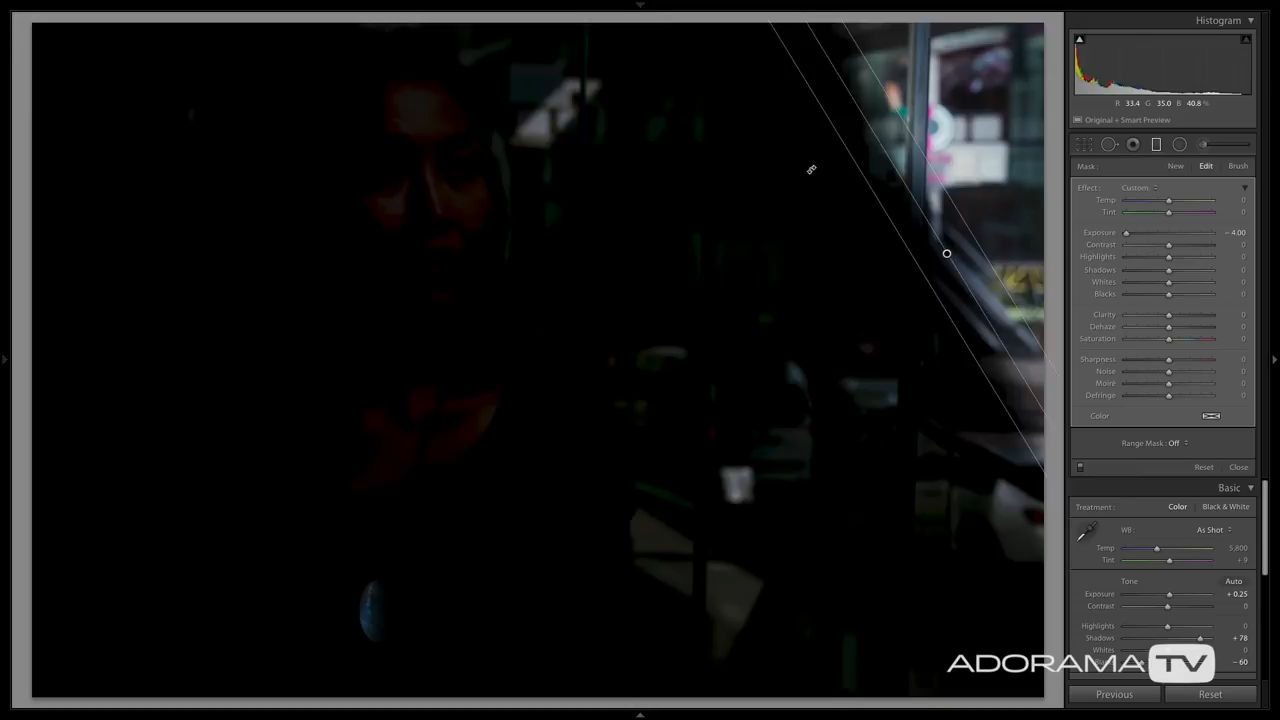 Histogram
R 33.4 G 35.0 B 40.8 %
Original + Smart Preview
Mask : New Edit Brush
Effect : Custom
Temp 0
Tint 0
Exposure − 4.00
Contrast 0
Highlights 0
Shadows 0
Whites 0
Blacks 0
Clarity 0
Dehaze 0
Saturation 0
Sharpness 0
Noise 0
Moiré 0
Defringe 0
Color
Range Mask : Off
Reset Close
Basic
Treatment : Color Black & White
WB : As Shot
Temp 5,800
Tint + 9
Tone Auto
Exposure + 0.25
Contrast 0
Highlights 0
Shadows + 78
Whites 0
− 60
ADORAMA TV
Previous Reset